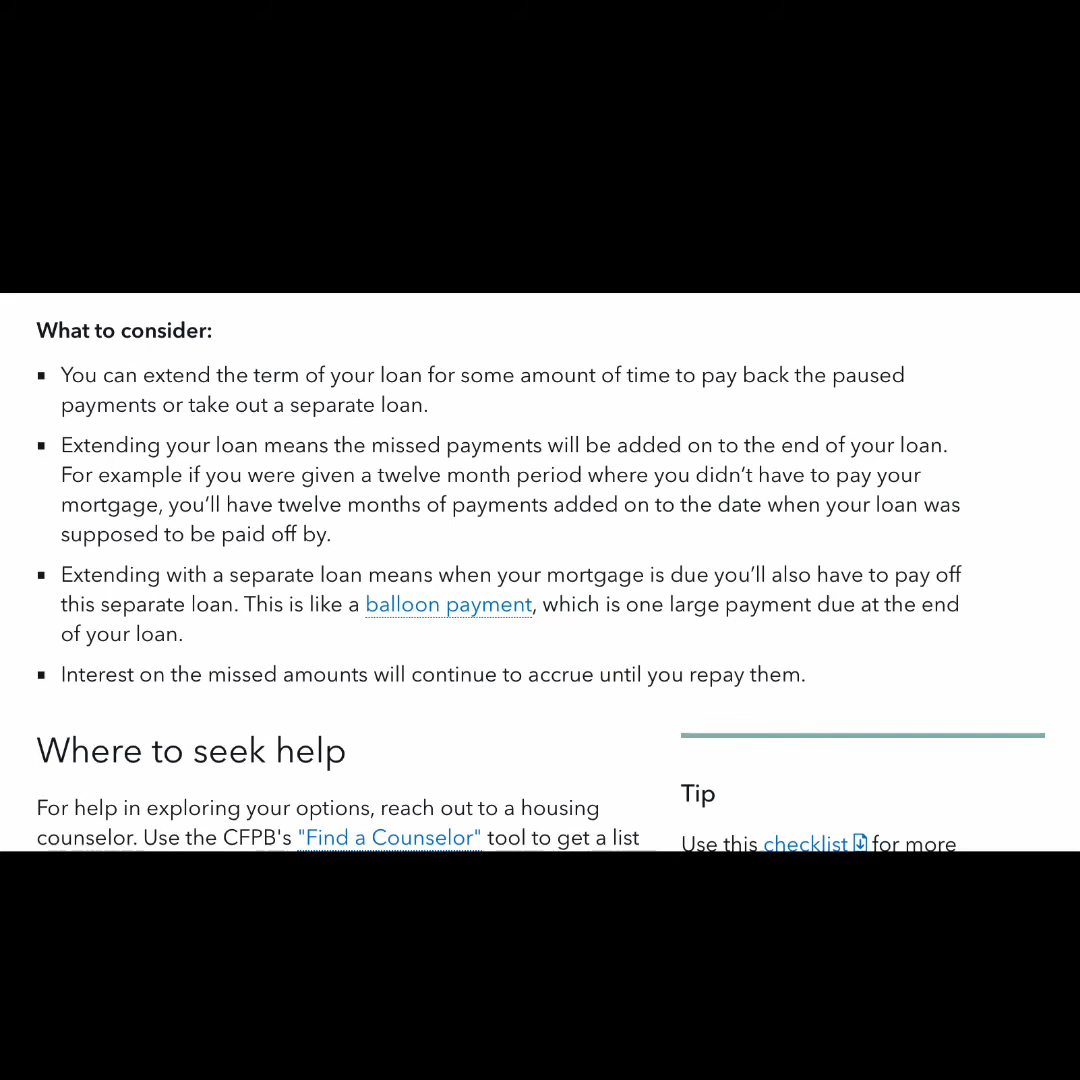 What to consider:
▪ You can extend the term of your loan for some amount of time to pay back the paused
payments or take out a separate loan.
▪ Extending your loan means the missed payments will be added on to the end of your loan.
For example if you were given a twelve month period where you didn’t have to pay your
mortgage, you’ll have twelve months of payments added on to the date when your loan was
supposed to be paid off by.
▪ Extending with a separate loan means when your mortgage is due you’ll also have to pay off
this separate loan. This is like a balloon payment, which is one large payment due at the end
of your loan.
▪ Interest on the missed amounts will continue to accrue until you repay them.
Where to seek help
For help in exploring your options, reach out to a housing
counselor. Use the CFPB's "Find a Counselor" tool to get a list
Tip
Use this checklist for more